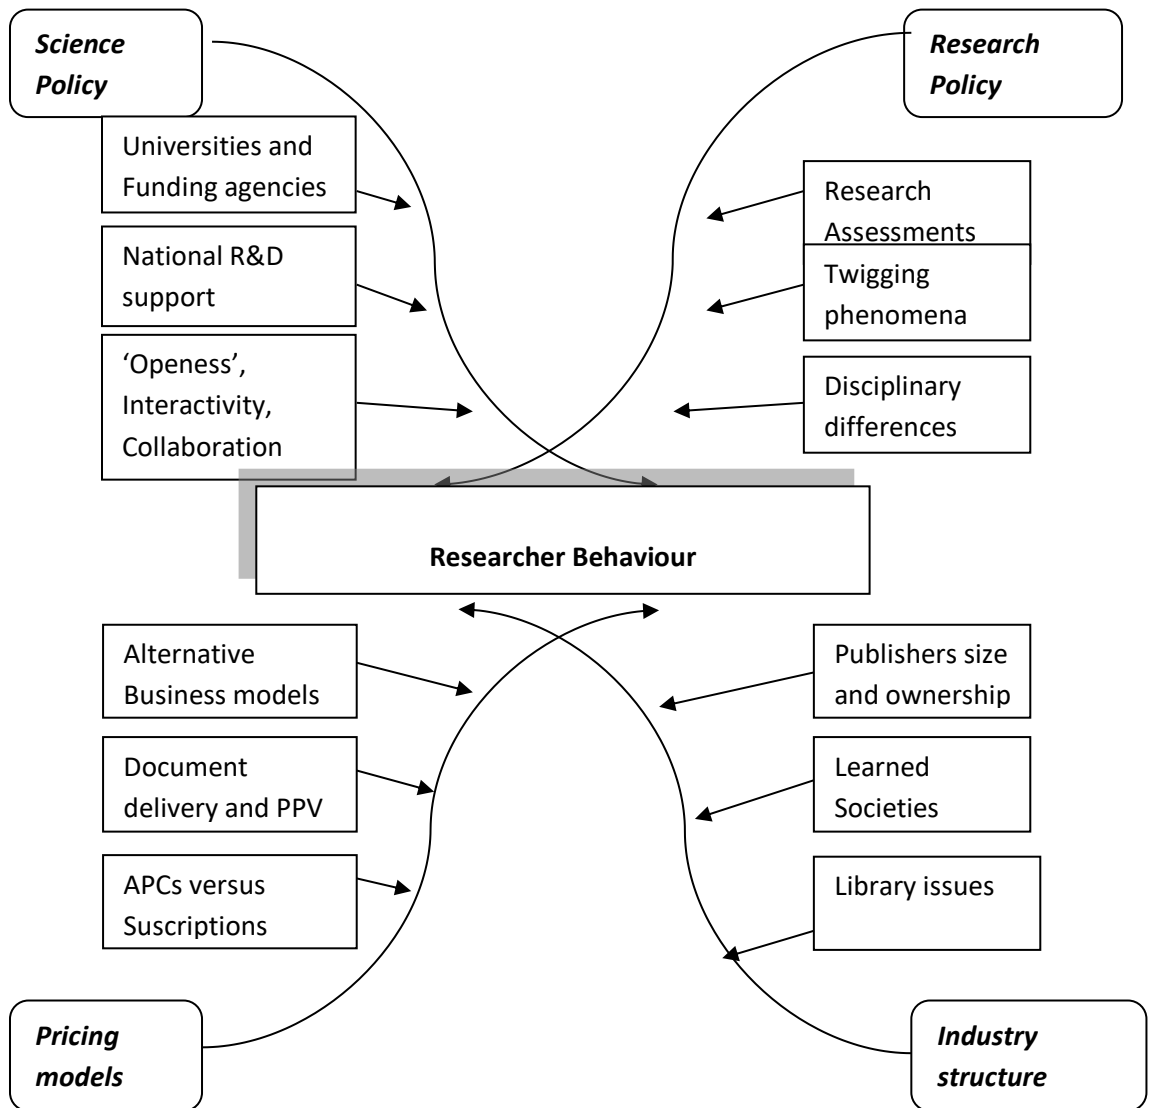 Science
Policy
Research
Policy
Universities and
Funding agencies
National R&D
support
‘Openess’,
Interactivity,
Collaboration
Research
Assessments
Twigging
phenomena
Disciplinary
differences
Researcher Behaviour
Alternative
Business models
Document
delivery and PPV
APCs versus
Suscriptions
Publishers size
and ownership
Learned
Societies
Library issues
Pricing
models
Industry
structure